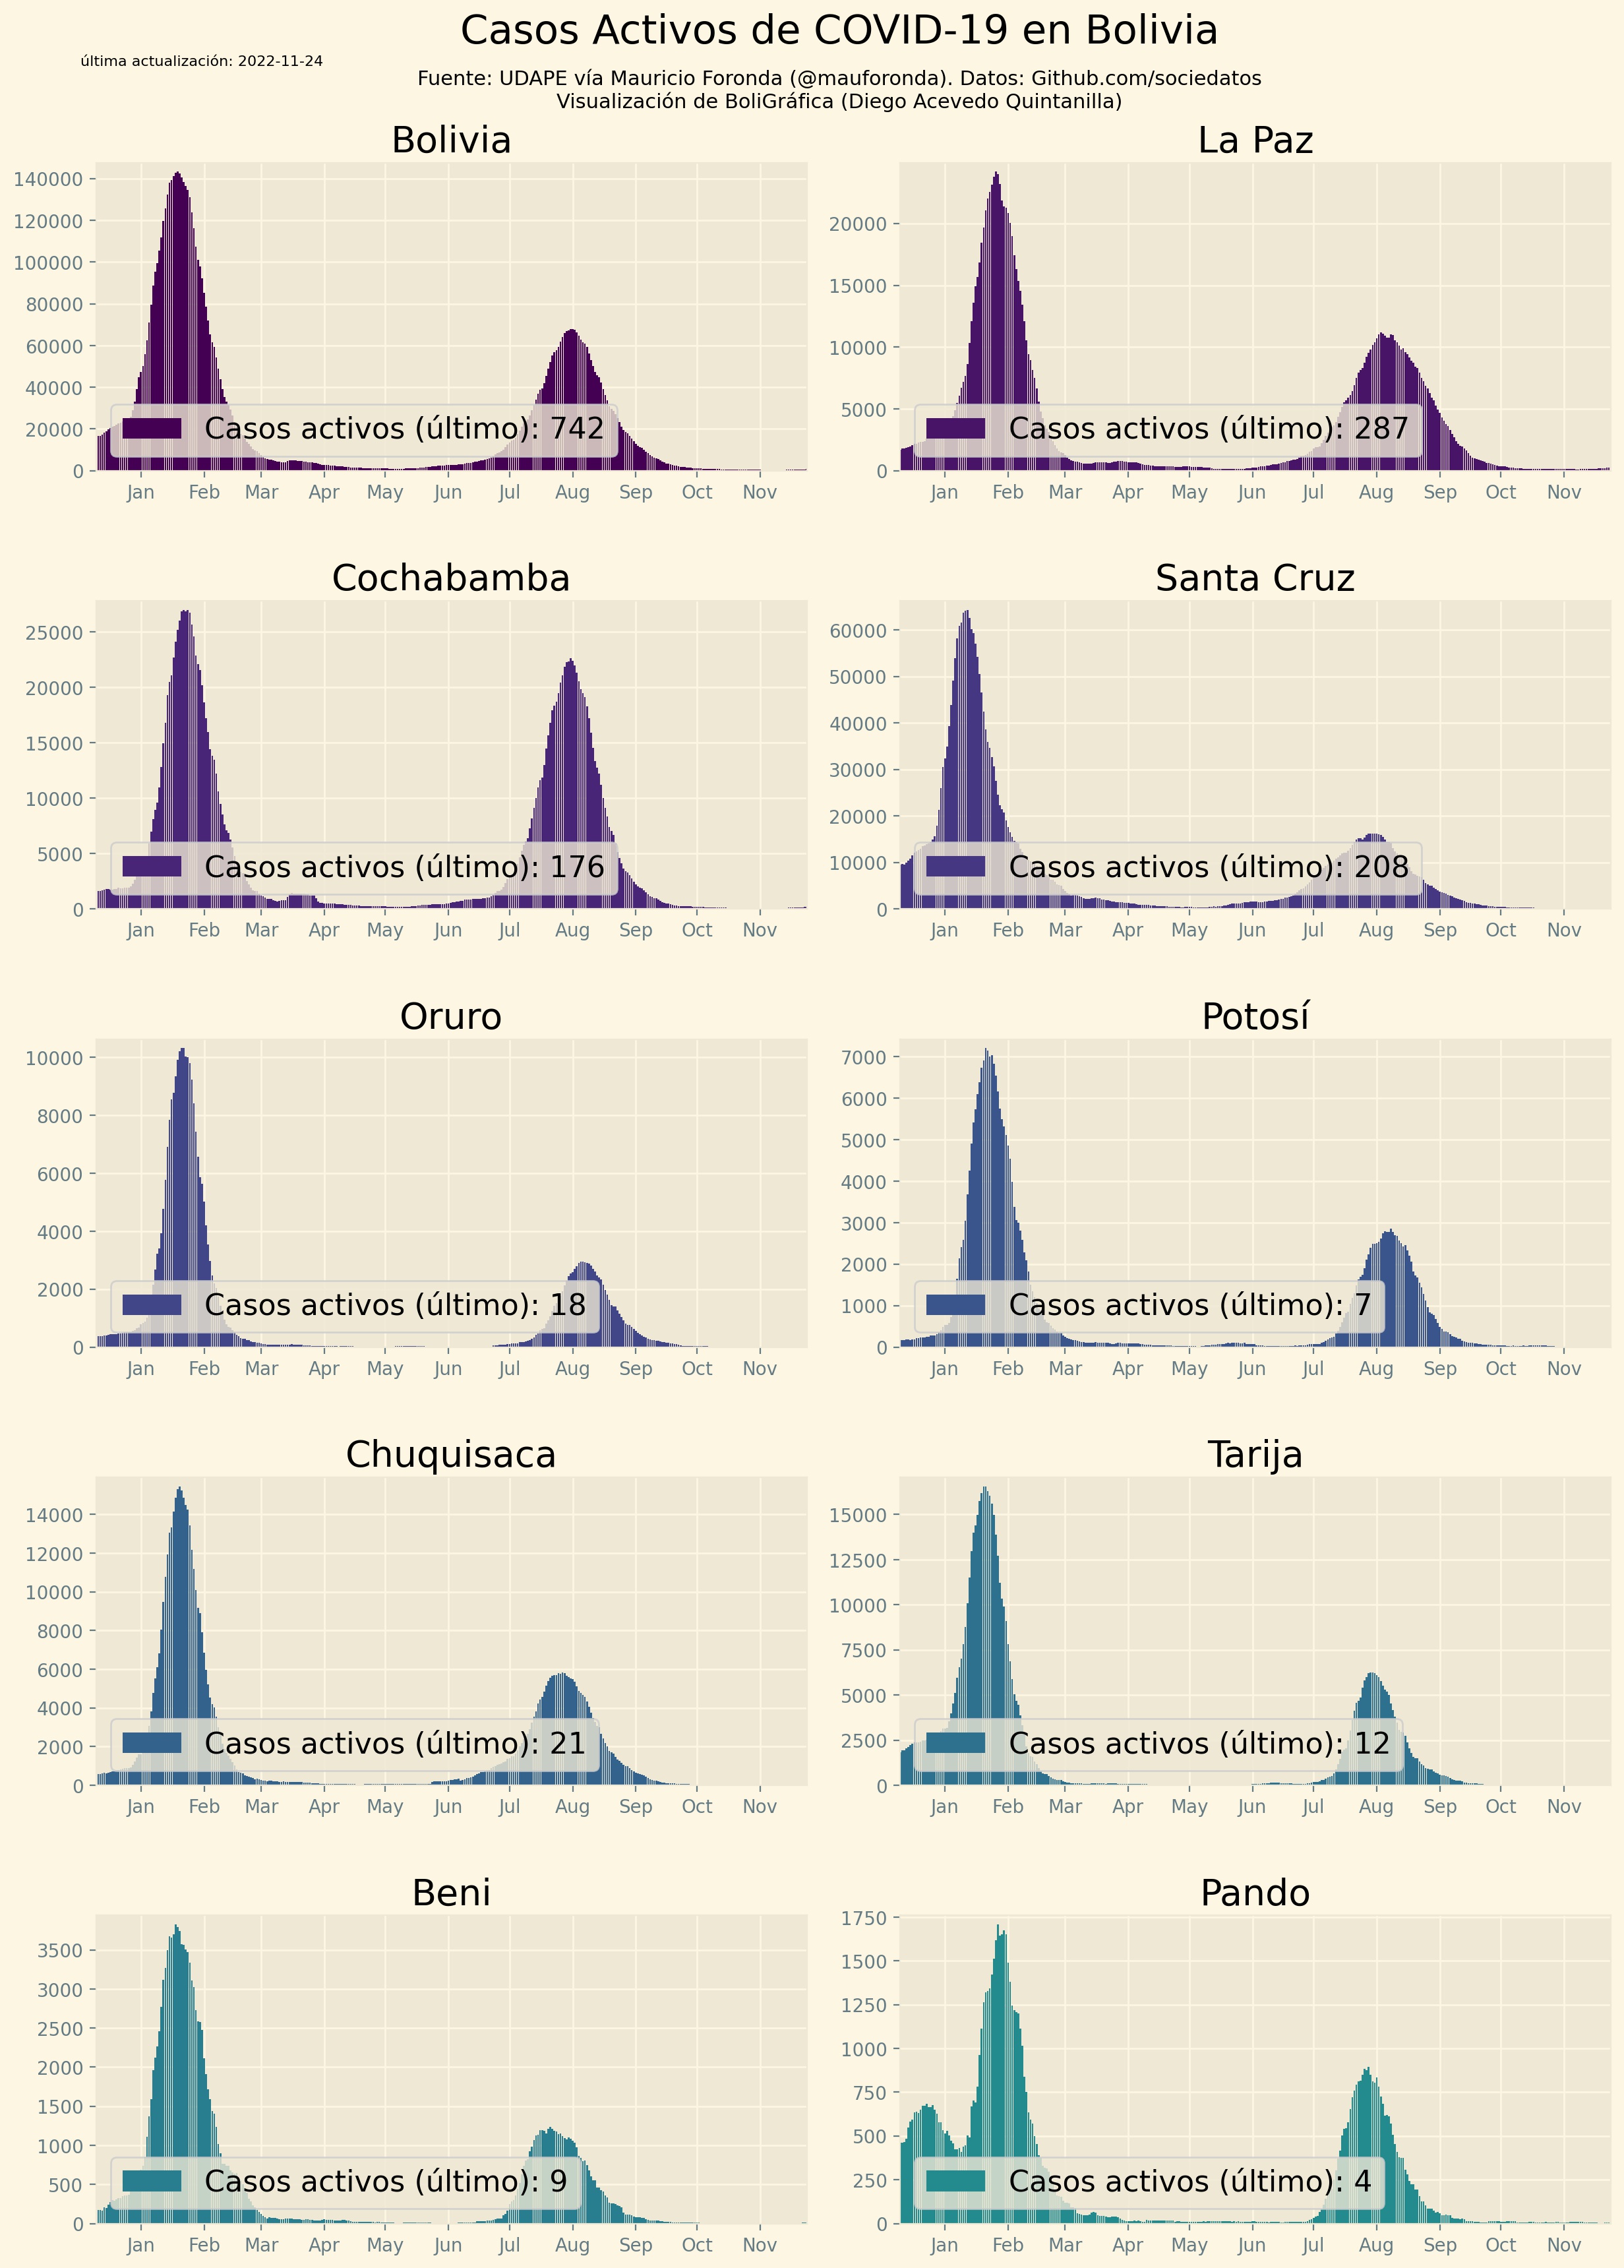 Casos Activos de COVID-19 en Bolivia
última actualización: 2022-11-24
Fuente: UDAPE vía Mauricio Foronda (@mauforonda). Datos: Github.com/sociedatos
Visualización de BoliGráfica (Diego Acevedo Quintanilla)
Bolivia
140000
120000
100000
80000
60000
40000
20000
0
Casos activos (último): 742
Jan Feb Mar Apr May Jun Jul Aug Sep Oct Nov
La Paz
20000
15000
10000
5000
0
Casos activos (último): 287
Jan Feb Mar Apr May Jun Jul Aug Sep Oct Nov
Cochabamba
25000
20000
15000
10000
5000
0
Casos activos (último): 176
Jan Feb Mar Apr May Jun Jul Aug Sep Oct Nov
Santa Cruz
60000
50000
40000
30000
20000
10000
0
Casos activos (último): 208
Jan Feb Mar Apr May Jun Jul Aug Sep Oct Nov
Oruro
10000
8000
6000
4000
2000
0
Casos activos (último): 18
Jan Feb Mar Apr May Jun Jul Aug Sep Oct Nov
Potosí
7000
6000
5000
4000
3000
2000
1000
0
Casos activos (último): 7
Jan Feb Mar Apr May Jun Jul Aug Sep Oct Nov
Chuquisaca
14000
12000
10000
8000
6000
4000
2000
0
Casos activos (último): 21
Jan Feb Mar Apr May Jun Jul Aug Sep Oct Nov
Tarija
15000
12500
10000
7500
5000
2500
0
Casos activos (último): 12
Jan Feb Mar Apr May Jun Jul Aug Sep Oct Nov
Beni
3500
3000
2500
2000
1500
1000
500
0
Casos activos (último): 9
Jan Feb Mar Apr May Jun Jul Aug Sep Oct Nov
Pando
1750
1500
1250
1000
750
500
250
0
Casos activos (último): 4
Jan Feb Mar Apr May Jun Jul Aug Sep Oct Nov